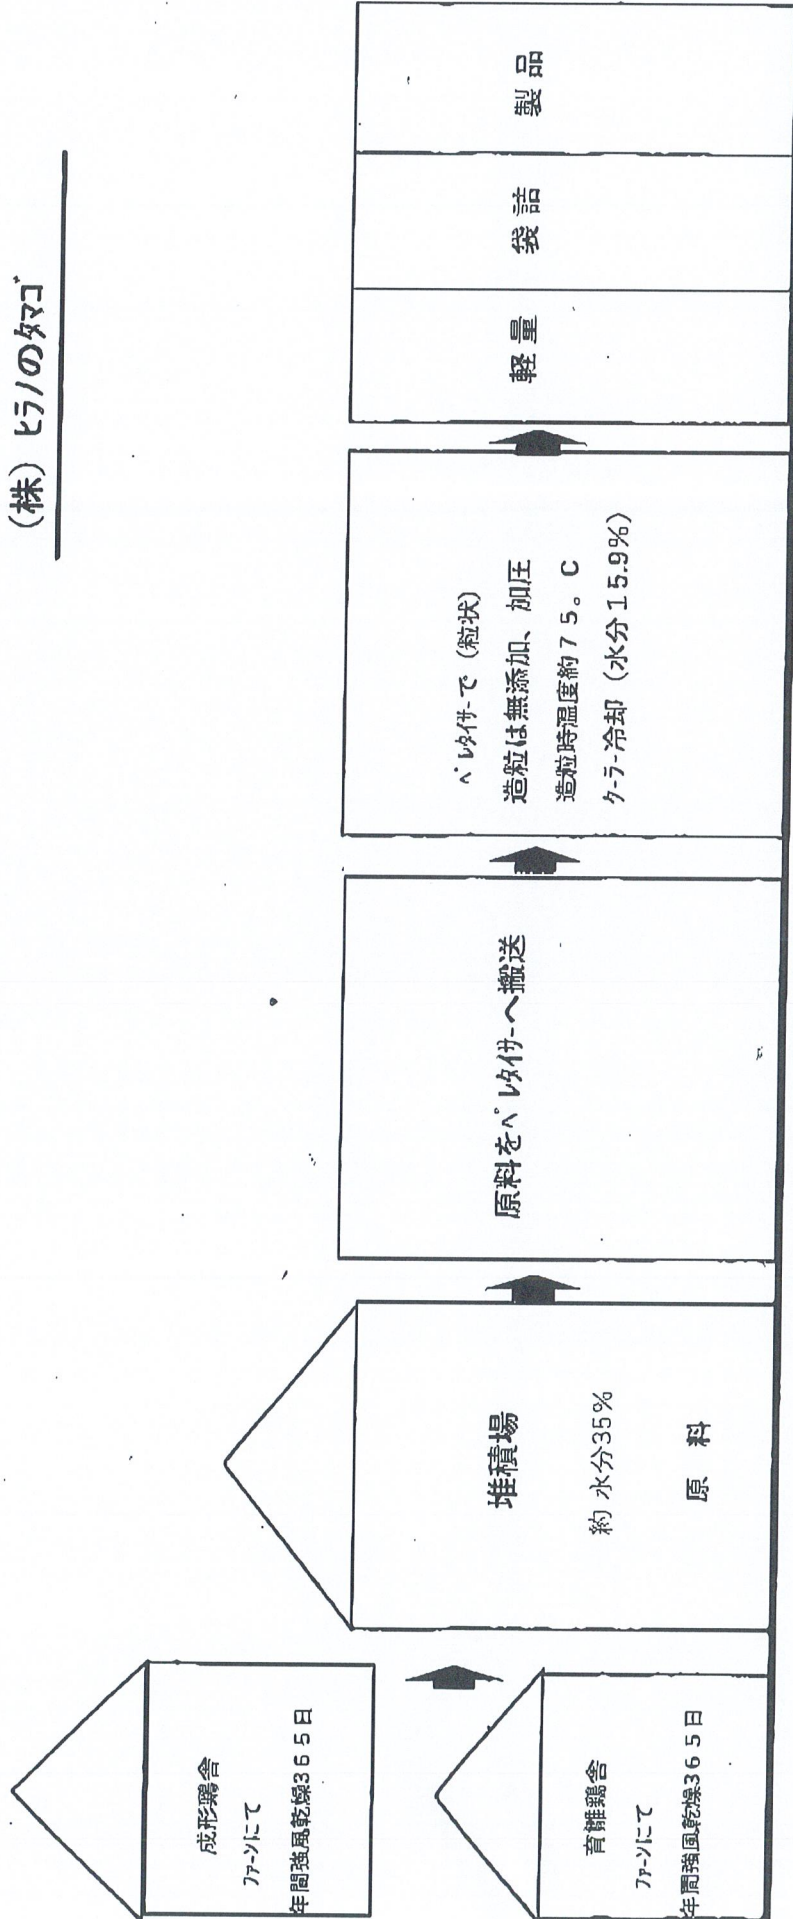 (株) ヒラノのタマゴ
成形鶏舎
ファーンにて
年間強風乾燥365日
育雛鶏舎
ファーンにて
年間強風乾燥365日
堆積場
約 水分35%
原 料
原料をペレタイザーへ搬送
ペレタイザーで (粒状)
造粒は無添加、加圧
造粒時温度約75。C
クーラー冷却 (水分15.9%)
軽量
袋詰
製品